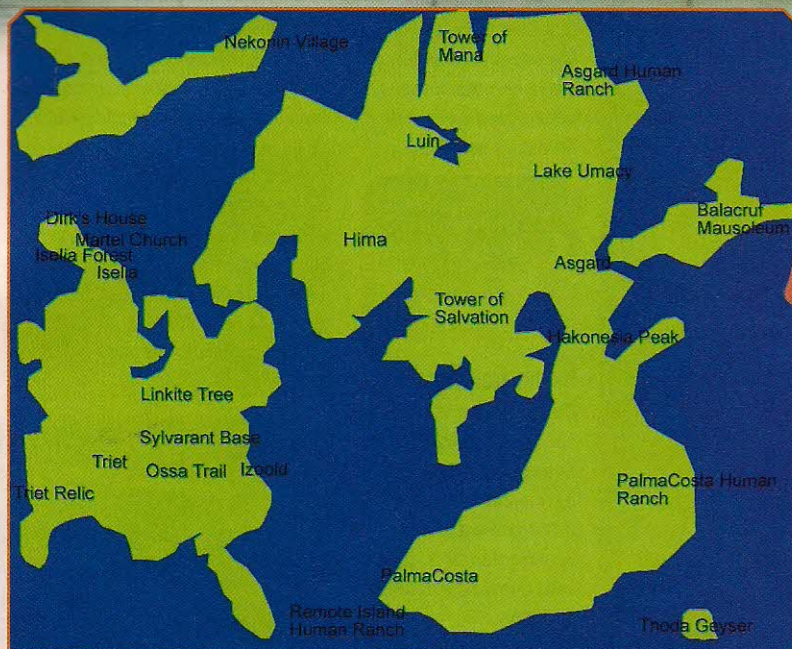 Nekonin Village
Tower of
Mana
Asgard Human
Ranch
Luin
Lake Umacy
Dirk's House
Martel Church
Iselia Forest
Iselia
Hima
Balacruf
Mausoleum
Asgard
Tower of
Salvation
Hakonesia Peak
Linkite Tree
Sylvarant Base
Triet
Ossa Trail
Izoold
Triet Relic
PalmaCosta Human
Ranch
PalmaCosta
Remote Island
Human Ranch
Thoda Geyser